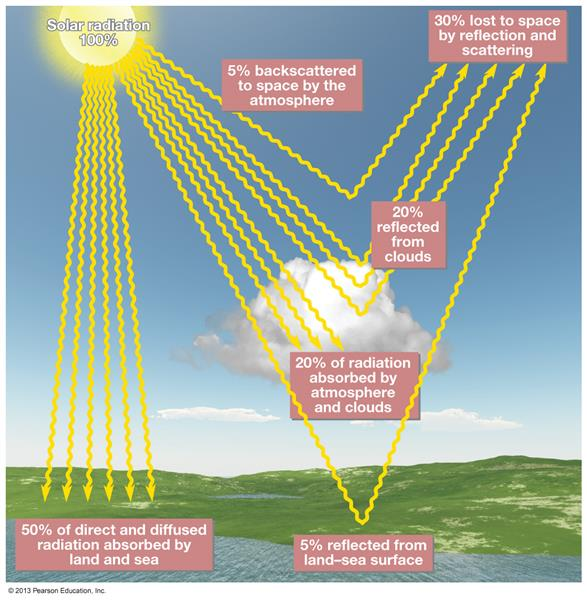 Solar radiation
100%
30% lost to space
by reflection and
scattering
5% backscattered
to space by the
atmosphere
20%
reflected
from
clouds
20% of radiation
absorbed by
atmosphere
and clouds
50% of direct and diffused
radiation absorbed by
land and sea
5% reflected from
land–sea surface
© 2013 Pearson Education, Inc.